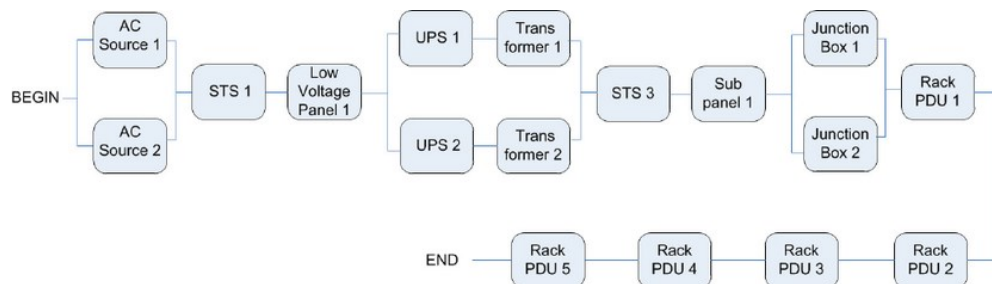 AC
Source 1
BEGIN
AC
Source 2
STS 1
Low
Voltage
Panel 1
UPS 1
Trans
former 1
UPS 2
Trans
former 2
STS 3
Sub
panel 1
Junction
Box 1
Junction
Box 2
Rack
PDU 1
END
Rack
PDU 5
Rack
PDU 4
Rack
PDU 3
Rack
PDU 2